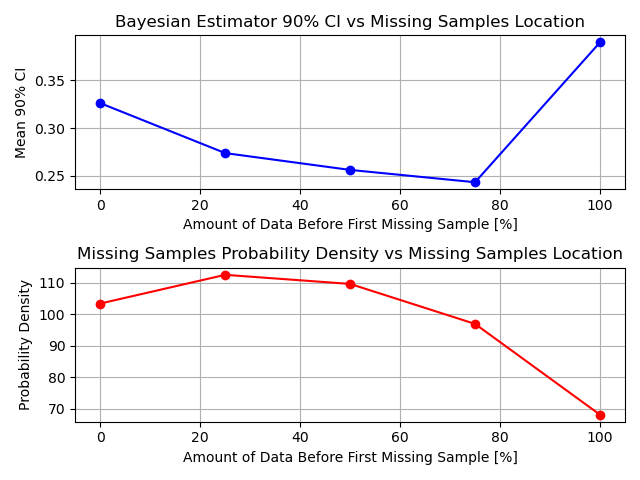 Bayesian Estimator 90% CI vs Missing Samples Location
Mean 90% CI
0.35
0.30
0.25
0 20 40 60 80 100
Amount of Data Before First Missing Sample [%]
Missing Samples Probability Density vs Missing Samples Location
Probability Density
110
100
90
80
70
0 20 40 60 80 100
Amount of Data Before First Missing Sample [%]